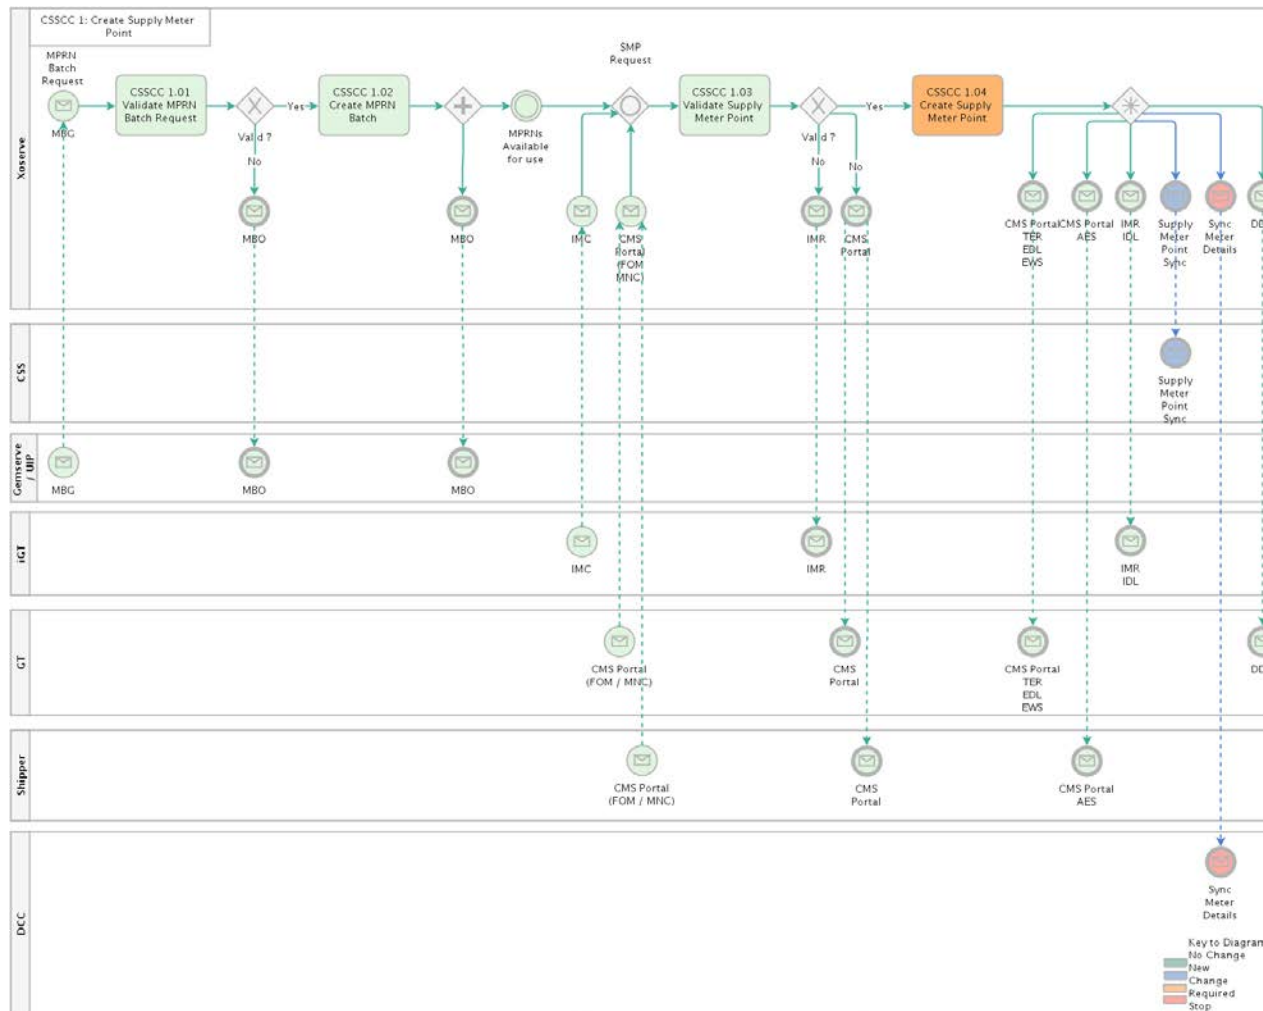 CSSCC 1: Create Supply Meter
Point
MPRN
Batch
Request
MBG
CSSCC 1.01
Validate MPRN
Batch Request
Valid ?
Yes
No
MBO
CSSCC 1.02
Create MPRN
Batch
MBO
MPRNs
Available
for use
SMP
Request
IMC
CMS
Portal
(FOM
MNC)
CSSCC 1.03
Validate Supply
Meter Point
Valid ?
Yes
No
No
IMR
CMS
Portal
CSSCC 1.04
Create Supply
Meter Point
CMS Portal
TER
EDL
EWS
CMS Portal
AES
IMR
IDL
Supply
Meter
Point
Sync
Sync
Meter
Details
Xoserve
CSS
Supply
Meter
Point
Sync
Gemserve
/ UIP
MBG
MBO
MBO
iGT
IMC
IMR
IMR
IDL
GT
CMS Portal
(FOM / MNC)
CMS
Portal
CMS Portal
TER
EDL
EWS
Shipper
CMS Portal
(FOM / MNC)
CMS
Portal
CMS Portal
AES
DCC
Sync
Meter
Details
Key to Diagram
No Change
New
Change
Required
Stop